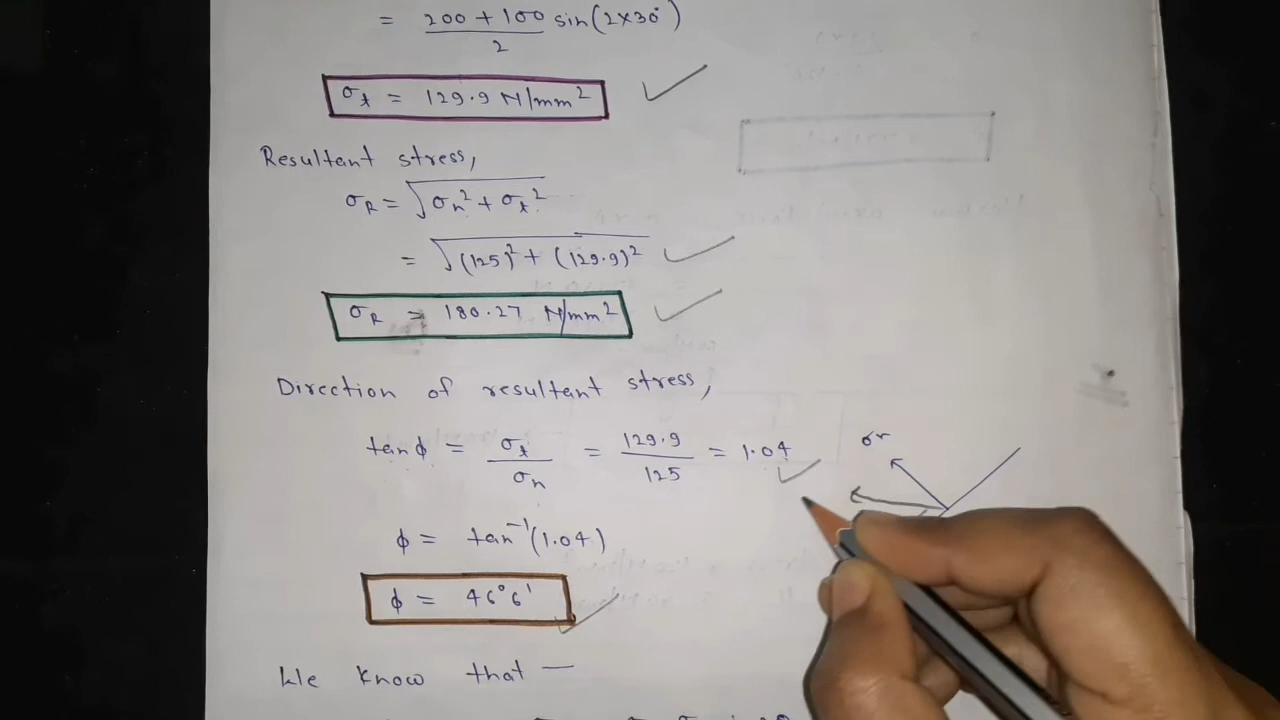 = 200 + 100 / 2 sin(2×30°)
σt = 129.9 N/mm²
Resultant stress,
σR = √σn² + σt²
= √(125)² + (129.9)²
σR = 180.27 N/mm²
Direction of resultant stress,
tanϕ = σt / σn = 129.9 / 125 = 1.04
σr
ϕ = tan⁻¹(1.04)
ϕ = 46°6'
We know that —